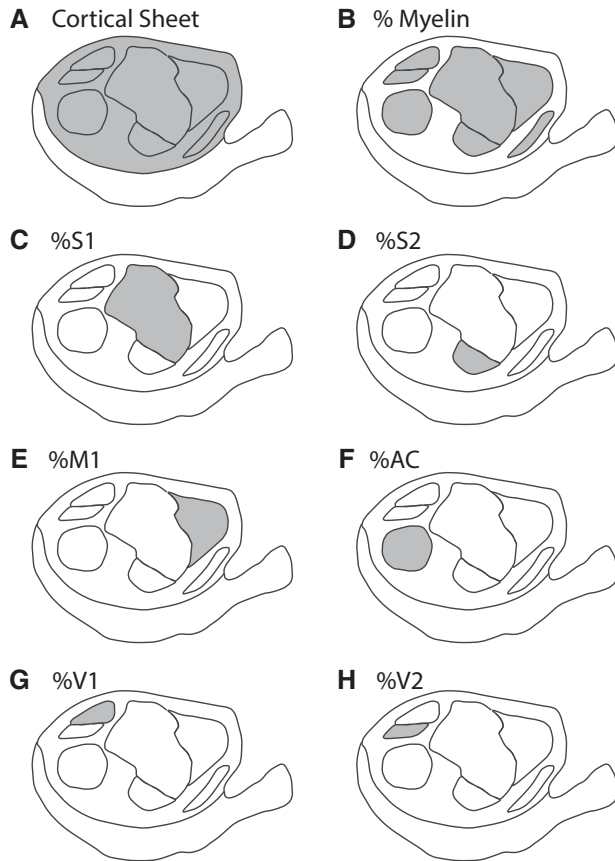 A Cortical Sheet
B % Myelin
C %S1
D %S2
E %M1
F %AC
G %V1
H %V2